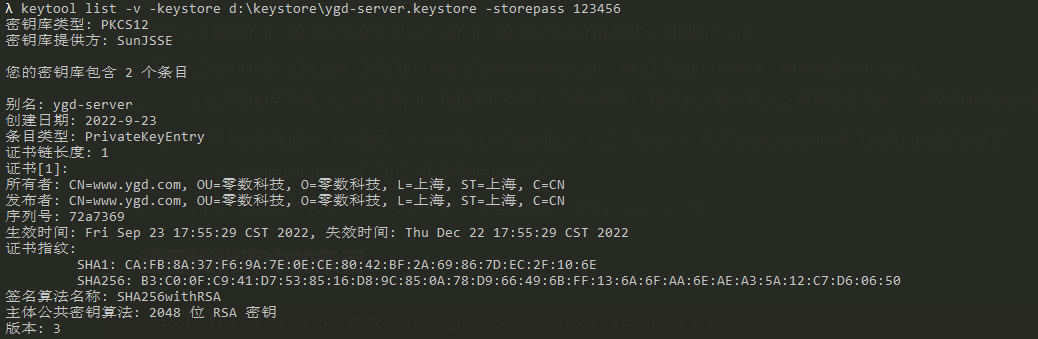 λ keytool list -v -keystore d:\keystore\ygd-server.keystore -storepass 123456
密钥库类型: PKCS12
密钥库提供方: SunJSSE
您的密钥库包含 2 个条目
别名: ygd-server
创建日期: 2022-9-23
条目类型: PrivateKeyEntry
证书链长度: 1
证书[1]:
所有者: CN=www.ygd.com, OU=零数科技, O=零数科技, L=上海, ST=上海, C=CN
发布者: CN=www.ygd.com, OU=零数科技, O=零数科技, L=上海, ST=上海, C=CN
序列号: 72a7369
生效时间: Fri Sep 23 17:55:29 CST 2022, 失效时间: Thu Dec 22 17:55:29 CST 2022
证书指纹:
SHA1: CA:FB:8A:37:F6:9A:7E:0E:CE:80:42:BF:2A:69:86:7D:EC:2F:10:6E
SHA256: B3:C0:0F:C9:41:D7:53:85:16:D8:9C:85:0A:78:D9:66:49:6B:FF:13:6A:6F:AA:6E:AE:A3:5A:12:C7:D6:06:50
签名算法名称: SHA256withRSA
主体公共密钥算法: 2048 位 RSA 密钥
版本: 3